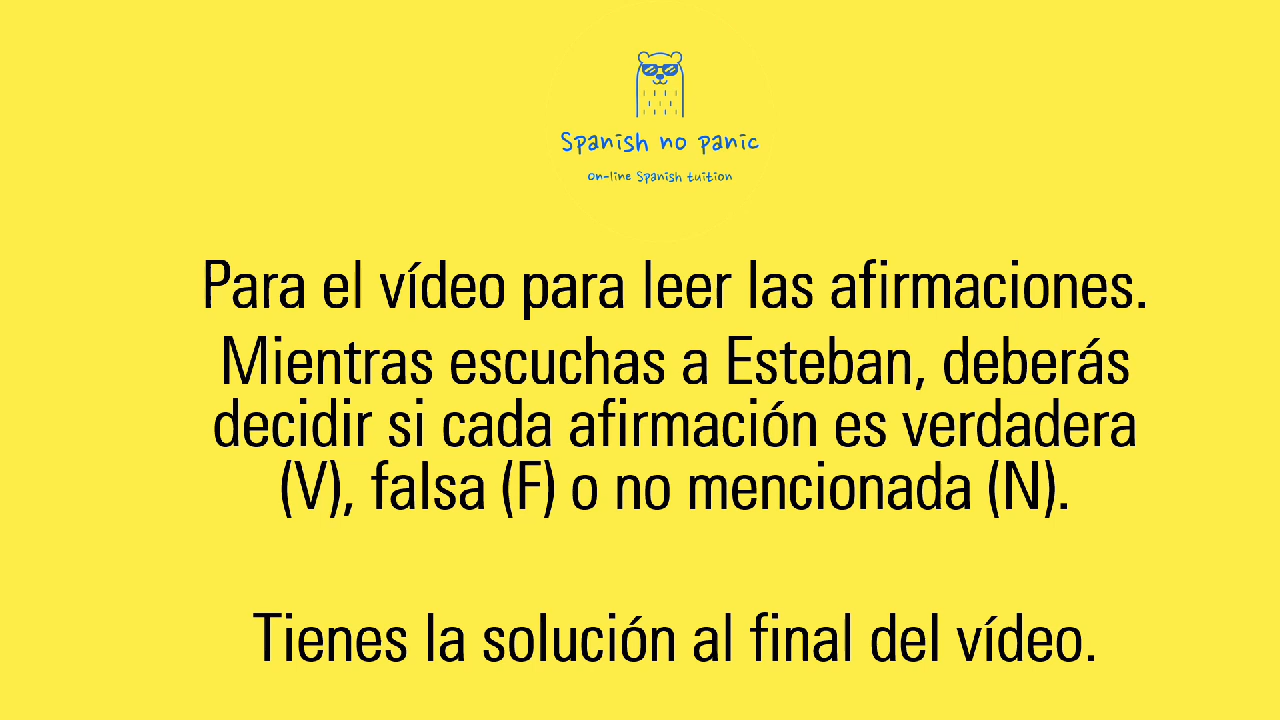 Spanish no panic
on-line Spanish tuition
Para el vídeo para leer las afirmaciones.
Mientras escuchas a Esteban, deberás
decidir si cada afirmación es verdadera
(V), falsa (F) o no mencionada (N).
Tienes la solución al final del vídeo.